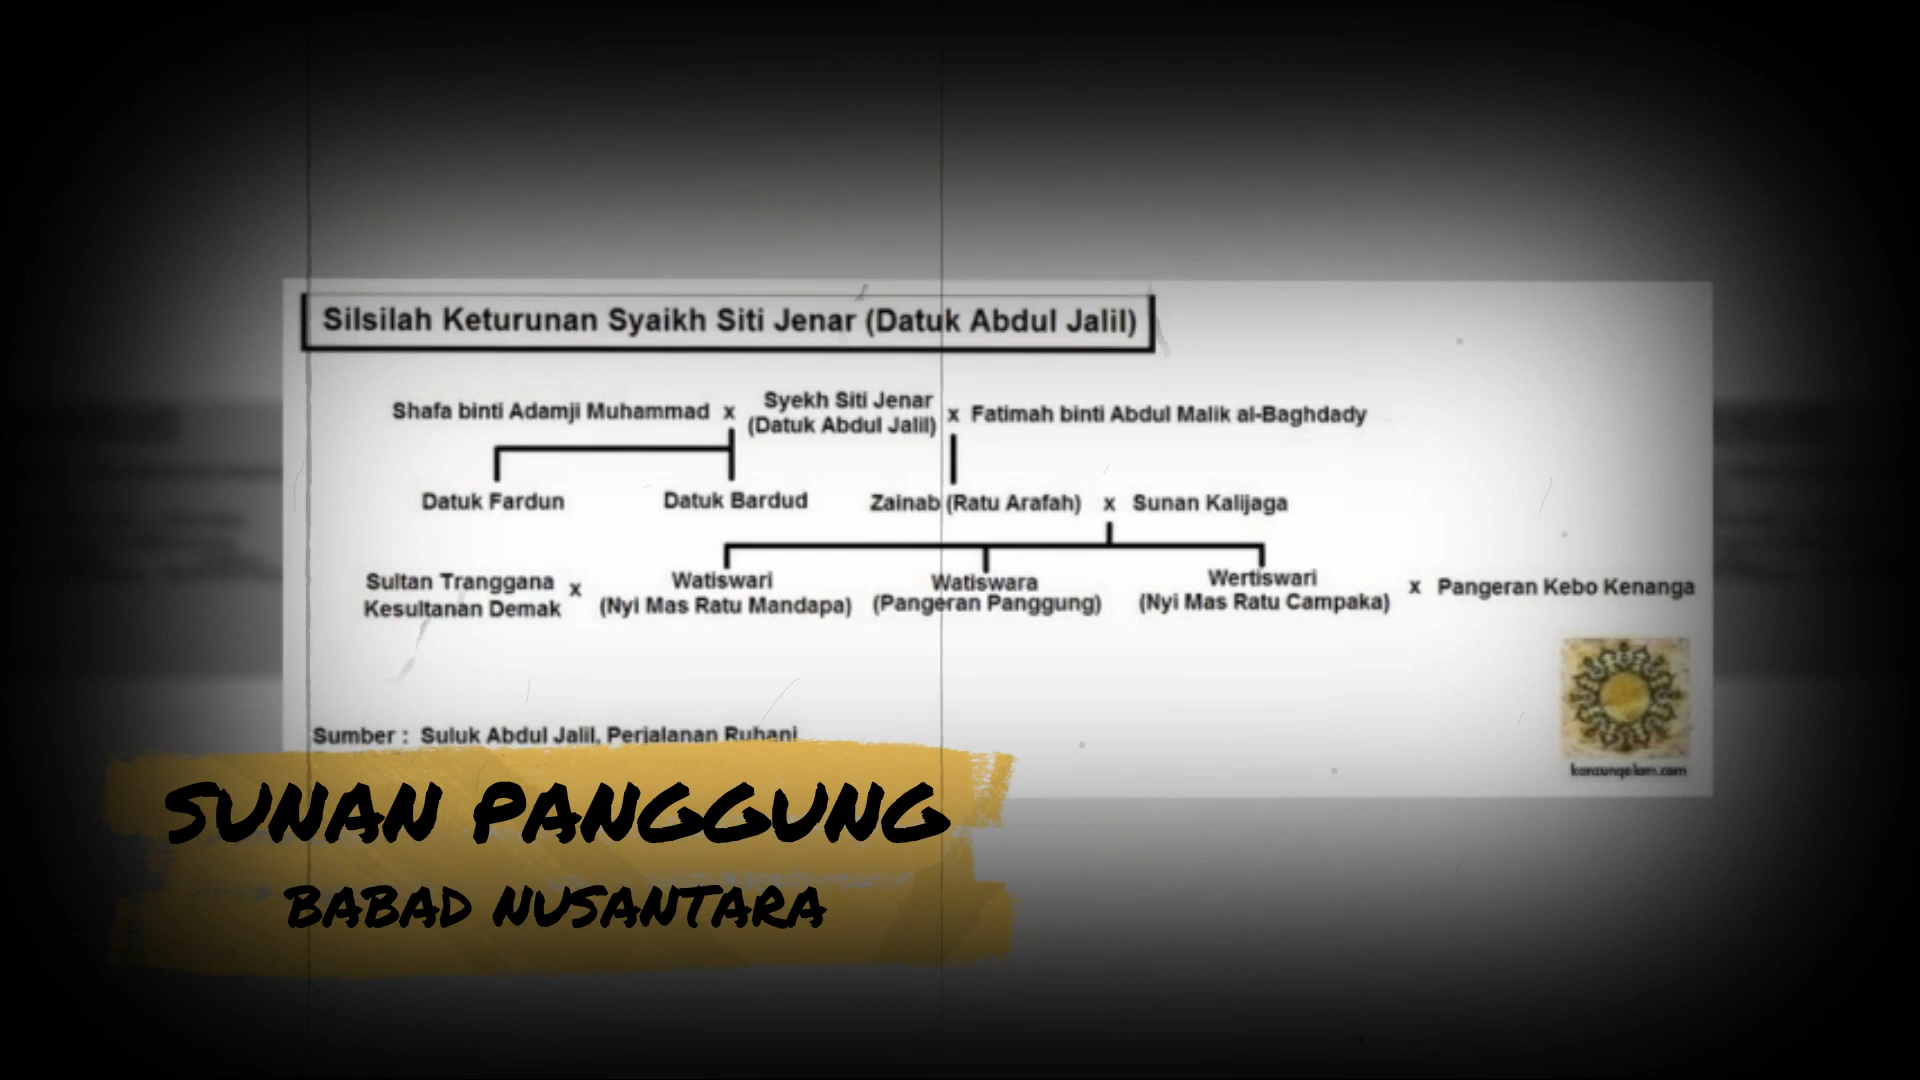 Silsilah Keturunan Syaikh Siti Jenar (Datuk Abdul Jalil)
Shafa binti Adamji Muhammad x Syekh Siti Jenar (Datuk Abdul Jalil) x Fatimah binti Abdul Malik al-Baghdady
Datuk Fardun Datuk Bardud Zainab (Ratu Arafah) x Sunan Kalijaga
Sultan Tranggana x Watiswari Watiswara Wertiswari x Pangeran Kebo Kenanga
Kesultanan Demak (Nyi Mas Ratu Mandapa) (Pangeran Panggung) (Nyi Mas Ratu Campaka)
Sumber : Suluk Abdul Jalil, Perjalanan Ruhani
SUNAN PANGGUNG
BABAD NUSANTARA